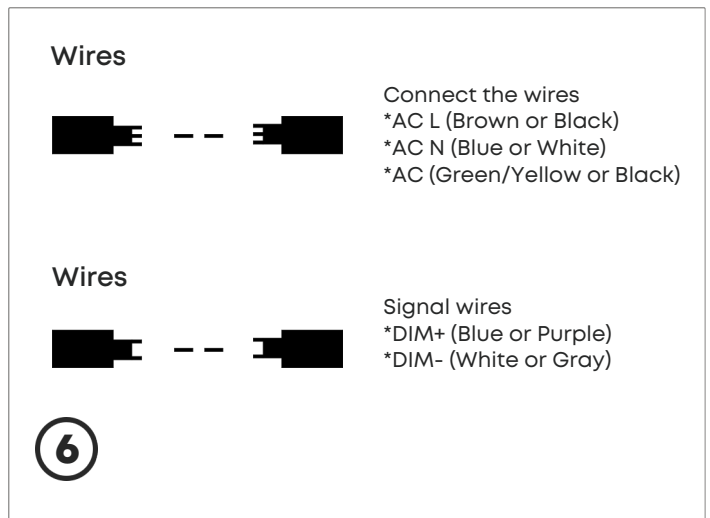 Wires
Connect the wires
*AC L (Brown or Black)
*AC N (Blue or White)
*AC (Green/Yellow or Black)
Wires
Signal wires
*DIM+ (Blue or Purple)
*DIM- (White or Gray)
6